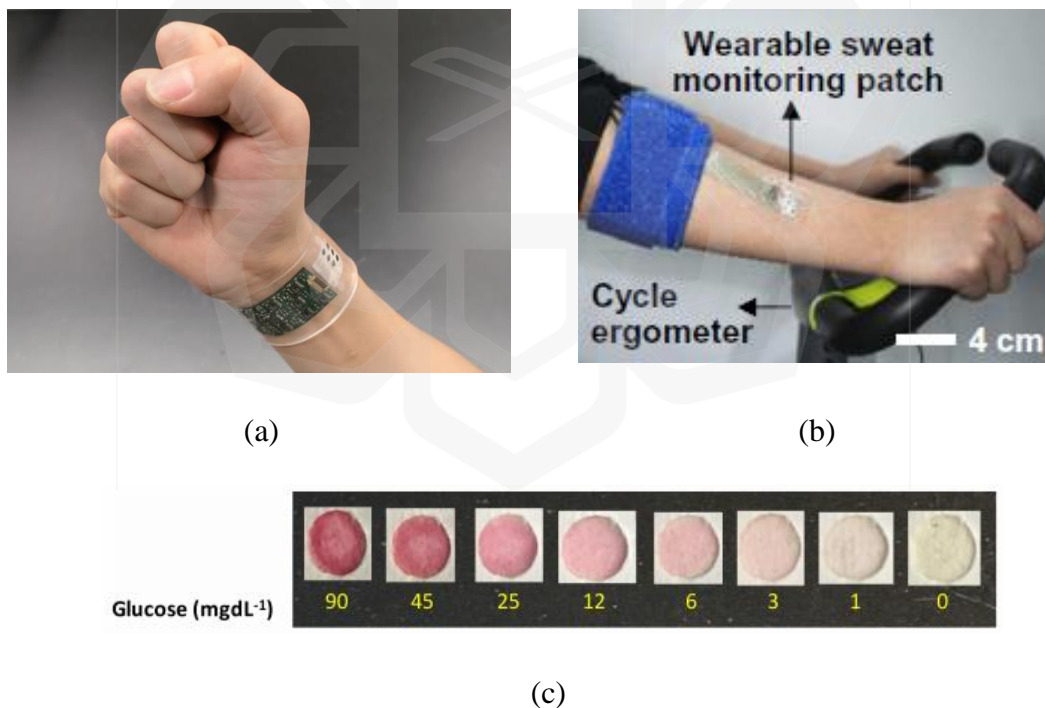 Wearable sweat
monitoring patch
Cycle
ergometer
4 cm
(a)
(b)
Glucose (mgdL⁻¹)
90 45 25 12 6 3 1 0
(c)